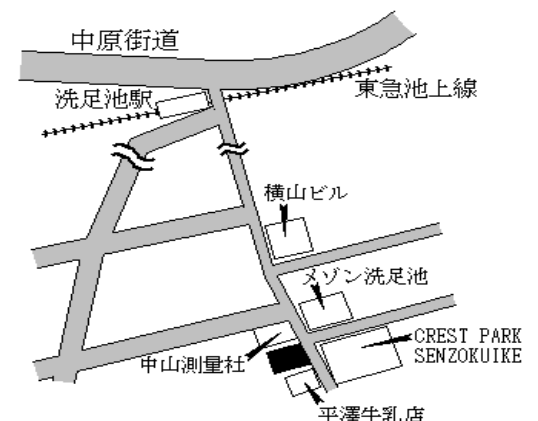 中原街道
洗足池駅
東急池上線
横山ビル
メゾン洗足池
CREST PARK
SENZOKUIKE
中山測量社
平澤牛乳店